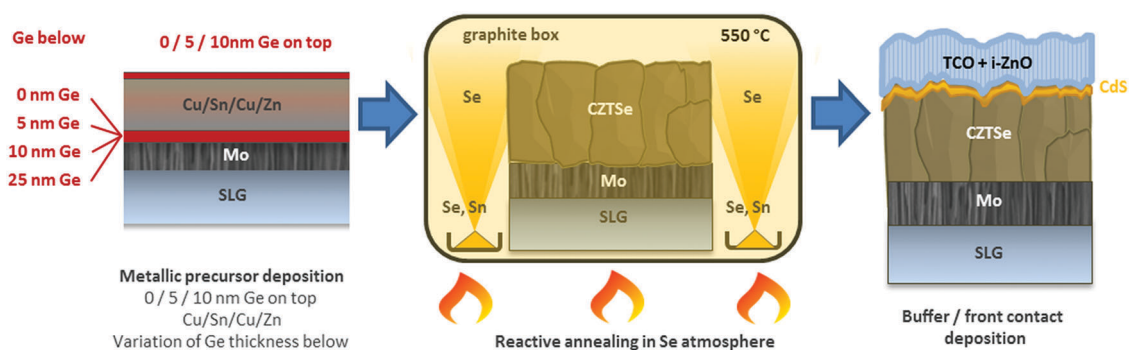 Ge below
0 / 5 / 10nm Ge on top
0 nm Ge
5 nm Ge
10 nm Ge
25 nm Ge
Cu/Sn/Cu/Zn
Mo
SLG
Metallic precursor deposition
0 / 5 / 10 nm Ge on top
Cu/Sn/Cu/Zn
Variation of Ge thickness below
graphite box
550 °C
Se
Se
CZTSe
Mo
Se, Sn
Se, Sn
SLG
Reactive annealing in Se atmosphere
TCO + i-ZnO
CdS
CZTSe
Mo
SLG
Buffer / front contact
deposition